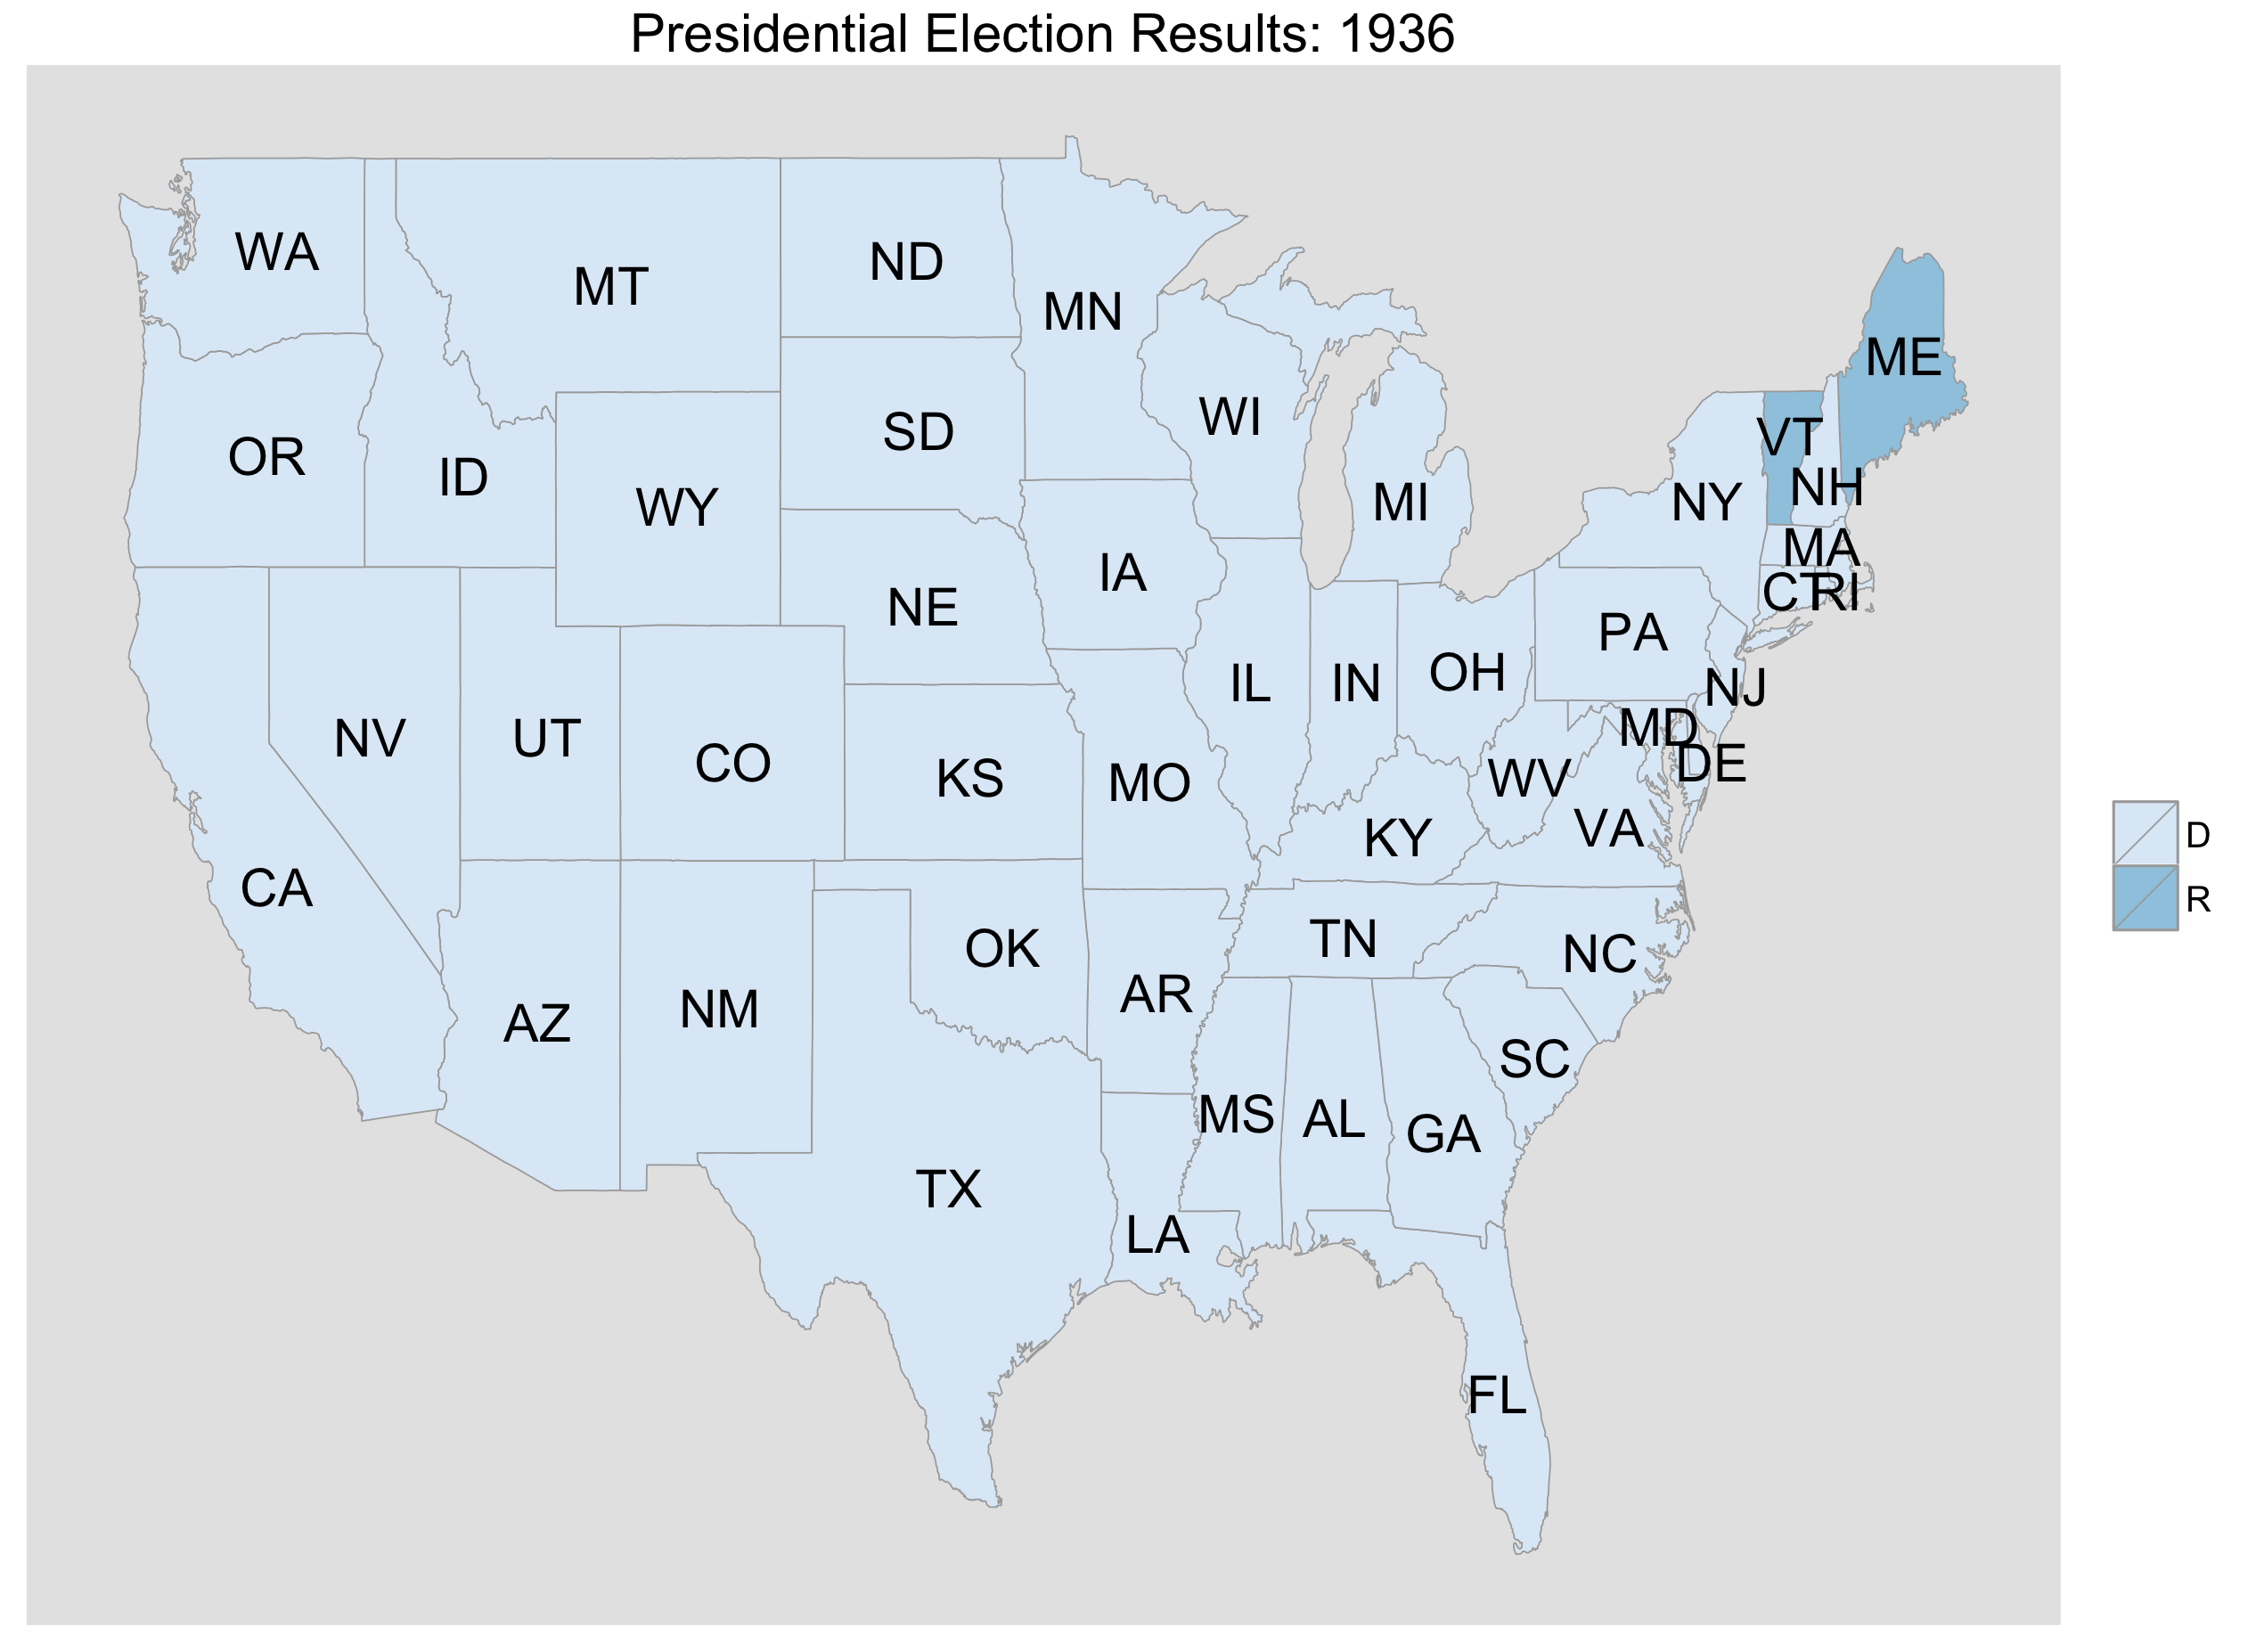 Presidential Election Results: 1936
WA
MT
ND
MN
ME
OR
ID
WY
SD
WI
MI
NY
VT
NH
MA
CT
RI
NE
IA
PA
NV
UT
CO
KS
MO
IL
IN
OH
NJ
MD
DE
WV
VA
KY
D
R
CA
AZ
NM
OK
AR
TN
NC
SC
MS
AL
GA
TX
LA
FL